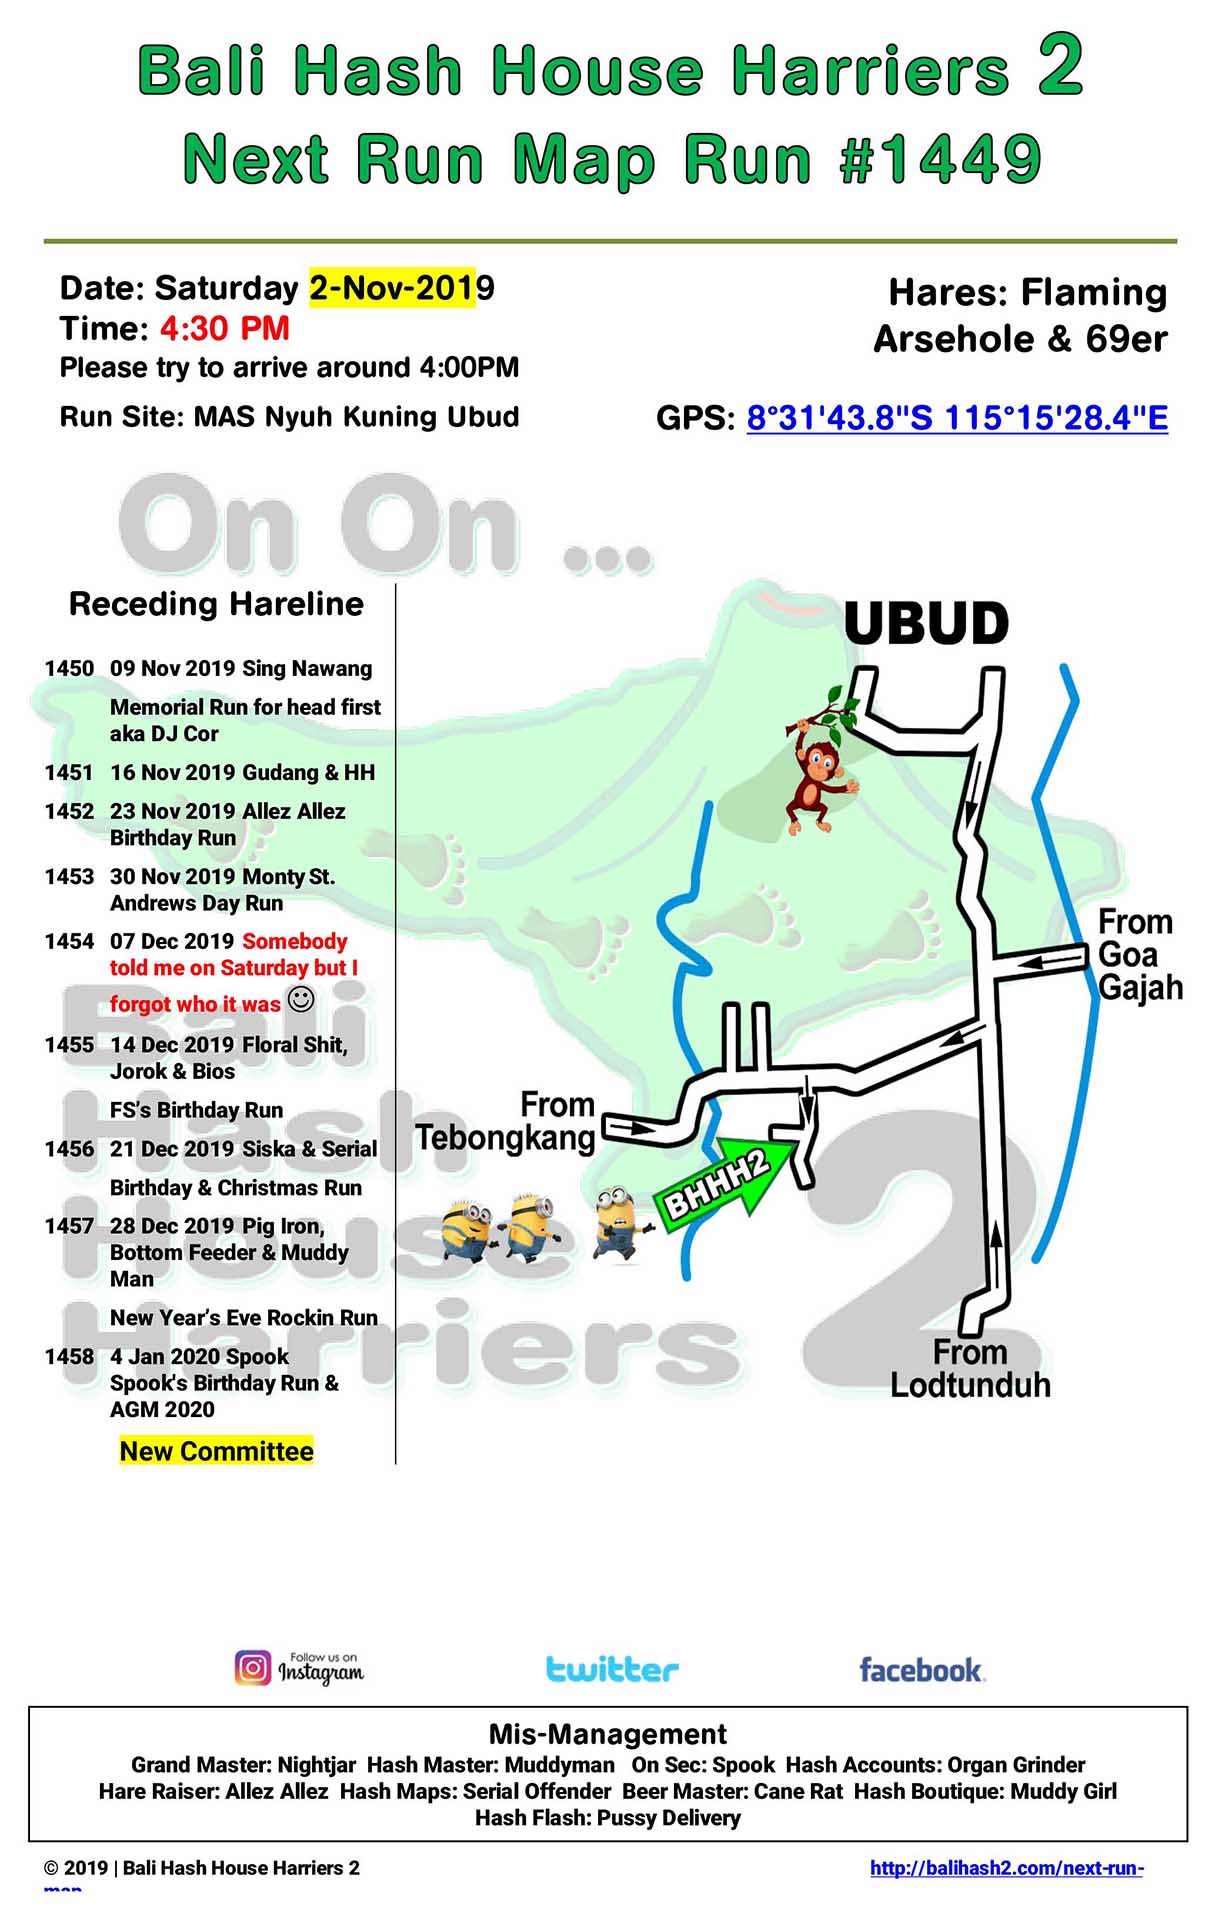 Bali Hash House Harriers 2
Next Run Map Run #1449
Date: Saturday 2-Nov-2019
Time: 4:30 PM
Please try to arrive around 4:00PM
Run Site: MAS Nyuh Kuning Ubud
Hares: Flaming
Arsehole & 69er
GPS: 8°31'43.8"S 115°15'28.4"E
On On ...
Receding Hareline
1450 09 Nov 2019 Sing Nawang
Memorial Run for head first
aka DJ Cor
1451 16 Nov 2019 Gudang & HH
1452 23 Nov 2019 Allez Allez
Birthday Run
1453 30 Nov 2019 Monty St.
Andrews Day Run
1454 07 Dec 2019 Somebody
told me on Saturday but I
forgot who it was ☺
1455 14 Dec 2019 Floral Shit,
Jorok & Bios
FS's Birthday Run
1456 21 Dec 2019 Siska & Serial
Birthday & Christmas Run
1457 28 Dec 2019 Pig Iron,
Bottom Feeder & Muddy
Man
New Year's Eve Rockin Run
1458 4 Jan 2020 Spook
Spook's Birthday Run &
AGM 2020
New Committee
Bali
Hash
House
Harriers 2
UBUD
From
Goa
Gajah
From
Tebongkang
BHHH2
From
Lodtunduh
Follow us on
Instagram
twitter
facebook
Mis-Management
Grand Master: Nightjar Hash Master: Muddyman On Sec: Spook Hash Accounts: Organ Grinder
Hare Raiser: Allez Allez Hash Maps: Serial Offender Beer Master: Cane Rat Hash Boutique: Muddy Girl
Hash Flash: Pussy Delivery
© 2019 | Bali Hash House Harriers 2
http://balihash2.com/next-run-
map